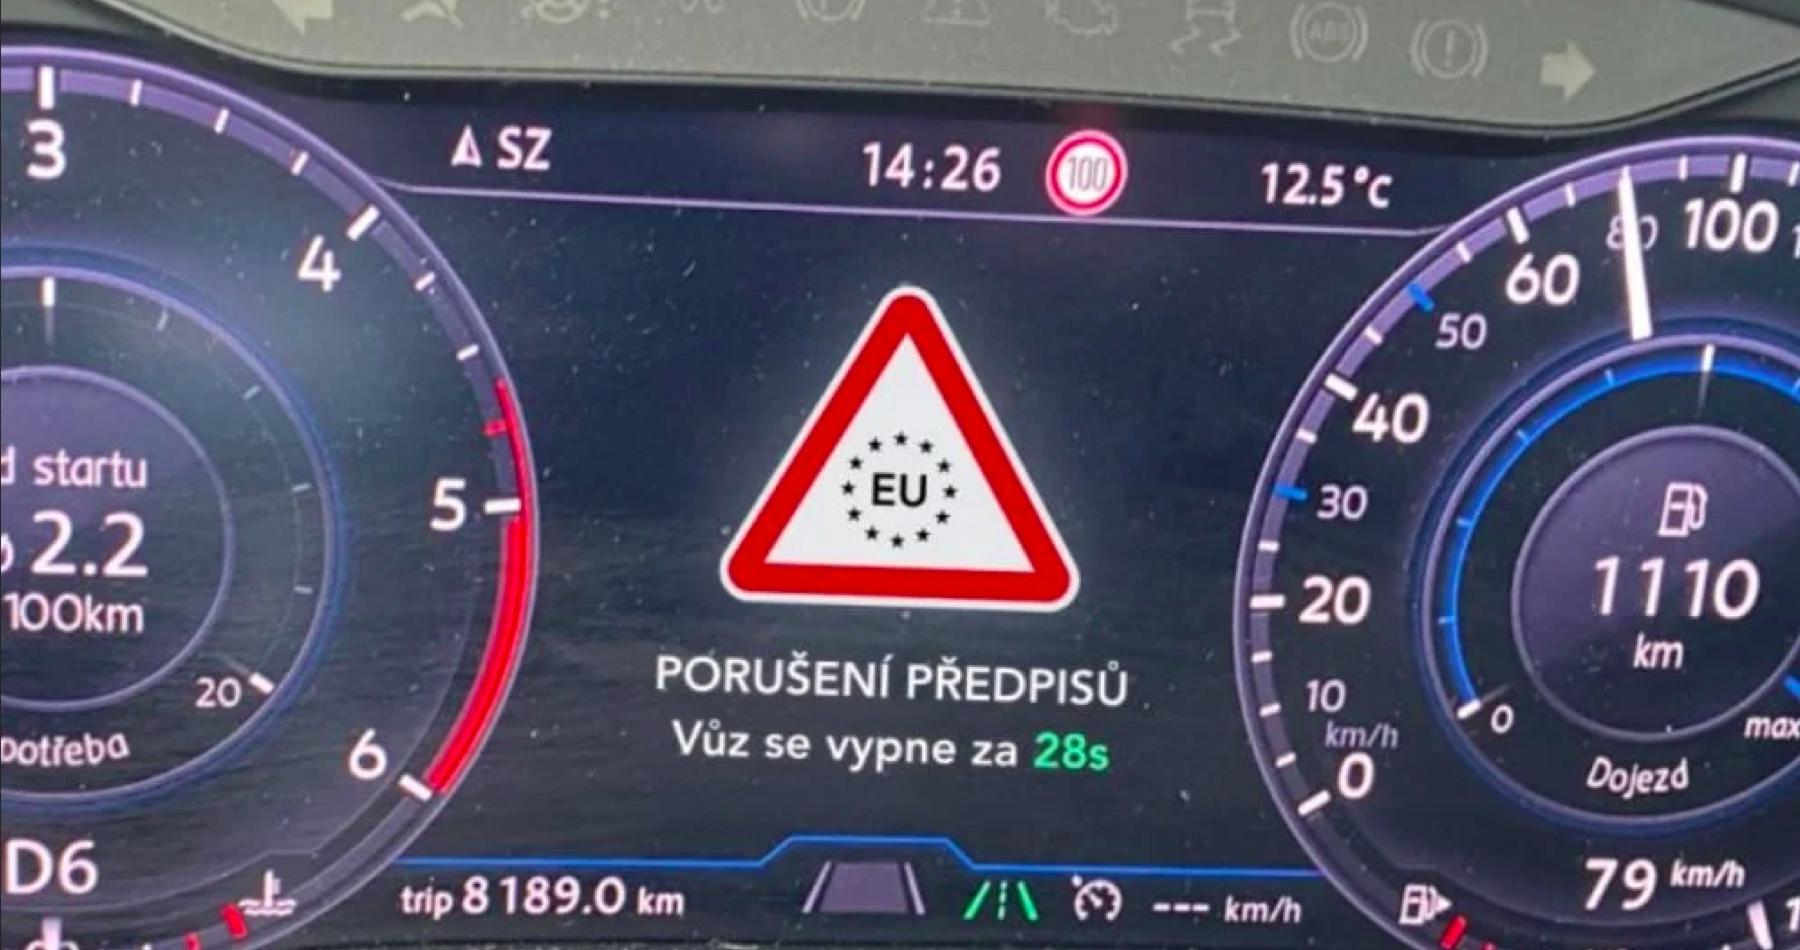 3
SZ
14:26
100
12.5°C
4
80
100
60
50
40
EU
startu
2.2
100km
5
30
1110
km
20
PORUŠENÍ PŘEDPISŮ
20
10
km/h
0
Vůz se vypne za 28s
potřeba
6
0
max
Dojezd
D6
trip 8189.0 km
--- km/h
79 km/h
ABS